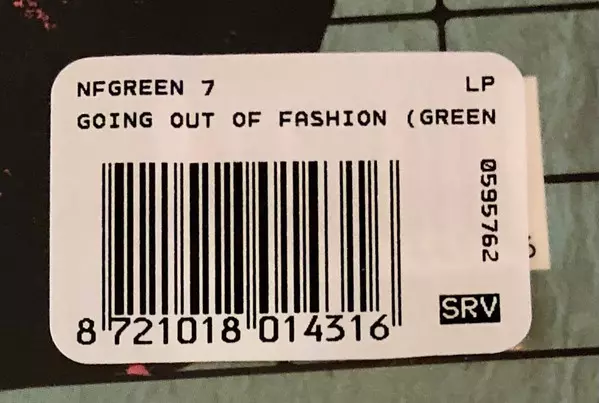 NFGREEN 7 LP
GOING OUT OF FASHION (GREEN
0595762
SRV
8 721018 014316